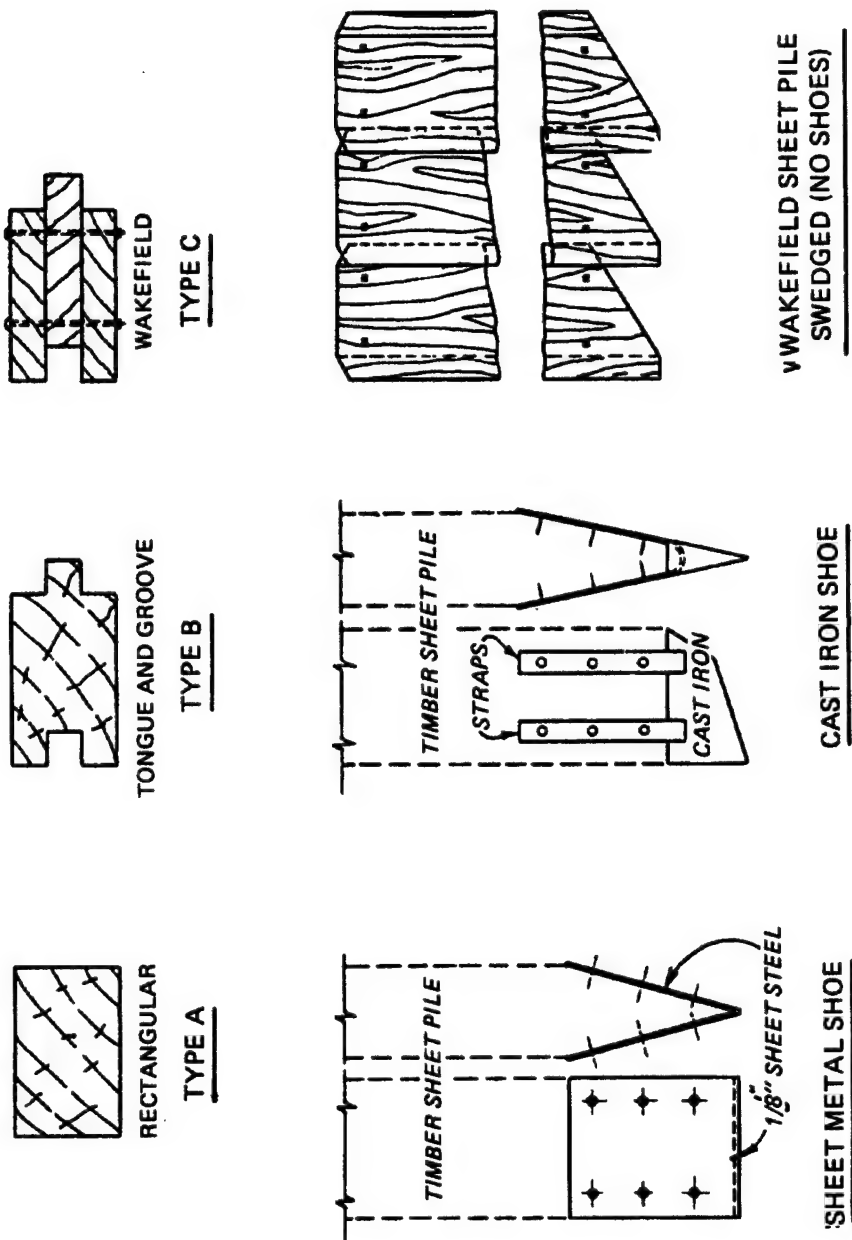 RECTANGULAR
TYPE A
TONGUE AND GROOVE
TYPE B
WAKEFIELD
TYPE C
TIMBER SHEET PILE
1/8" SHEET STEEL
SHEET METAL SHOE
TIMBER SHEET PILE
STRAPS
CAST IRON
CAST IRON SHOE
WAKEFIELD SHEET PILE
SWEDGED (NO SHOES)